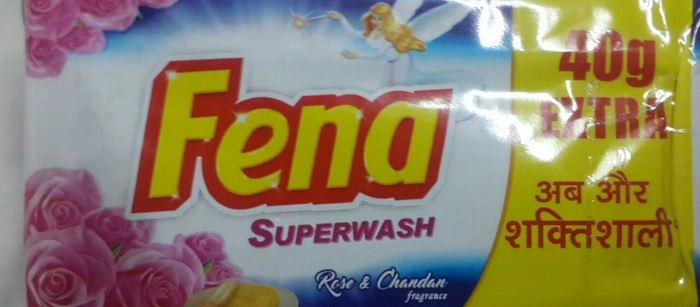 Fena
SUPERWASH
Rose & Chandan
fragrance
40g
EXTRA
अब और
शक्तिशाली